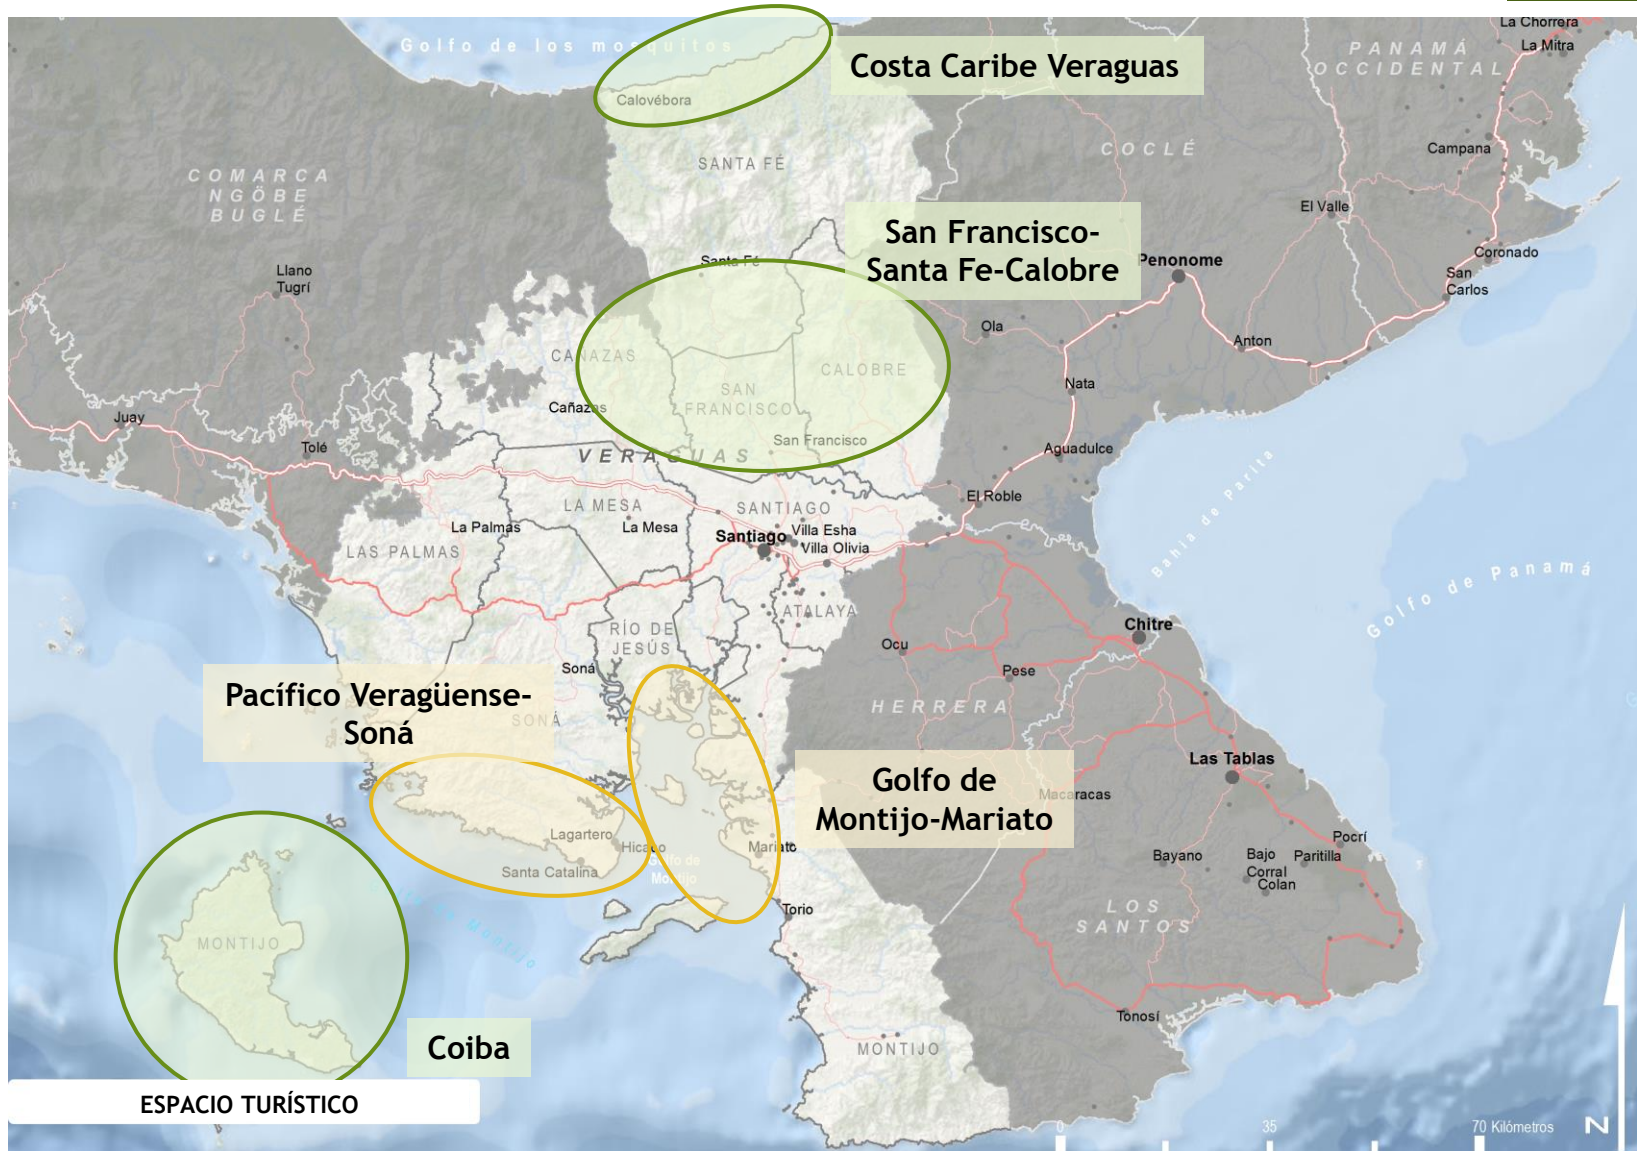 La Chorrera
Golfo de los mosquitos
PANAMÁ
OCCIDENTAL
La Mitra
Costa Caribe Veraguas
Calovébora
COCLÉ
Campana
SANTA FÉ
COMARCA
NGÖBE
BUGLÉ
El Valle
San Francisco-
Santa Fe-Calobre
Santa Fé
Penonome
Coronado
Llano
Tugrí
San
Carlos
Ola
Anton
CAÑAZAS
CALOBRE
Nata
SAN
FRANCISCO
Cañazas
Juay
San Francisco
Tolé
VERAGUAS
Aguadulce
El Roble
LA MESA
SANTIAGO
La Palmas
La Mesa
Villa Esha
Santiago
Villa Olivia
LAS PALMAS
Bahia de Parita
Golfo de Panamá
ATALAYA
RÍO DE
JESÚS
Chitre
Ocu
Soná
Pese
Pacífico Veragüense-
Soná
SONÁ
HERRERA
Las Tablas
Golfo de
Montijo-Mariato
Macaracas
Lagartero
Hicaco
Mariato
Pocrí
Golfo de
Montijo
Bayano
Bajo
Corral
Paritilla
Santa Catalina
Colan
Torio
LOS
SANTOS
MONTIJO
Tonosí
Coiba
MONTIJO
ESPACIO TURÍSTICO
0
35
70 Kilómetros
N